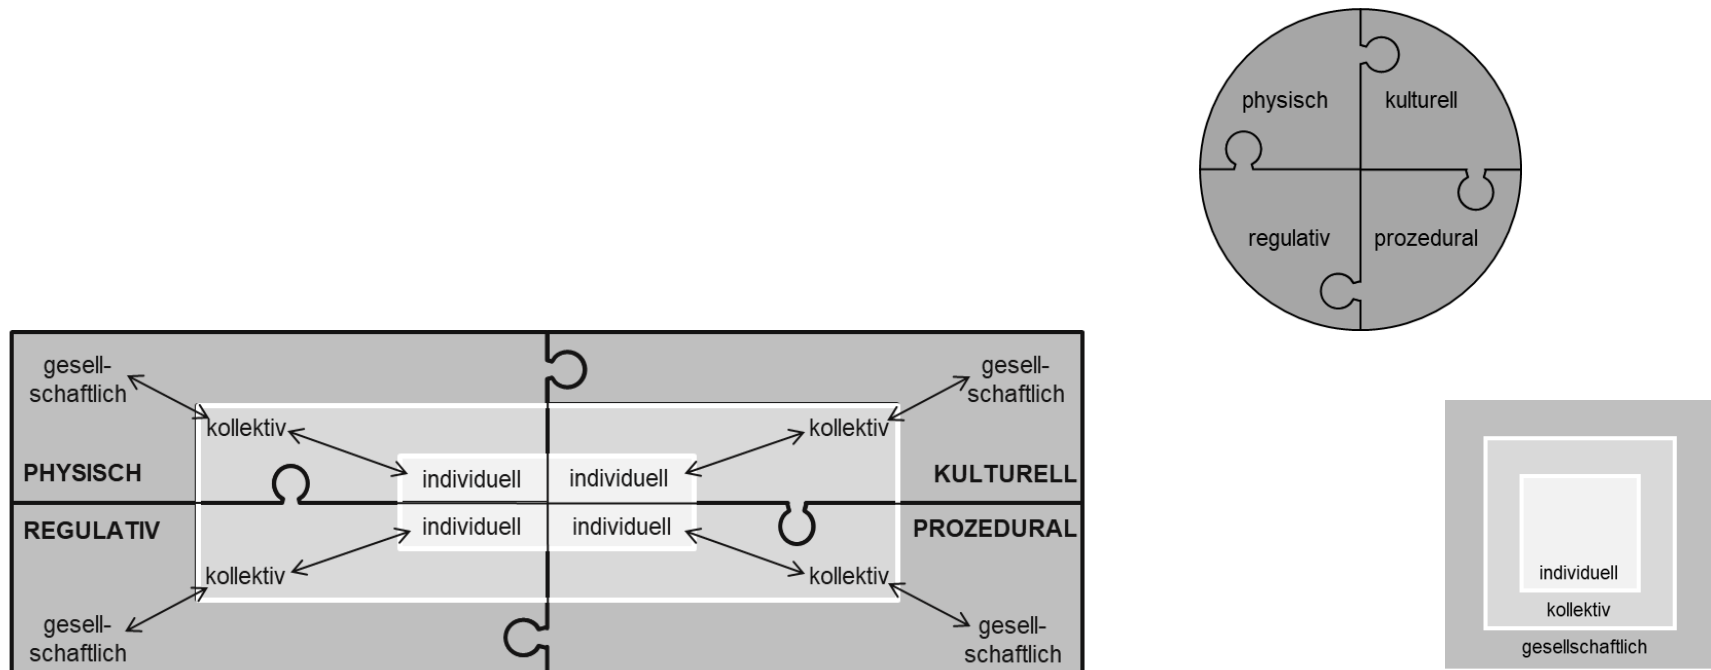 physisch kulturell
regulativ prozedural
gesell-
schaftlich
gesell-
schaftlich
kollektiv
kollektiv
PHYSISCH
individuell
individuell
KULTURELL
REGULATIV
individuell
individuell
PROZEDURAL
kollektiv
kollektiv
gesell-
schaftlich
gesell-
schaftlich
individuell
kollektiv
gesellschaftlich